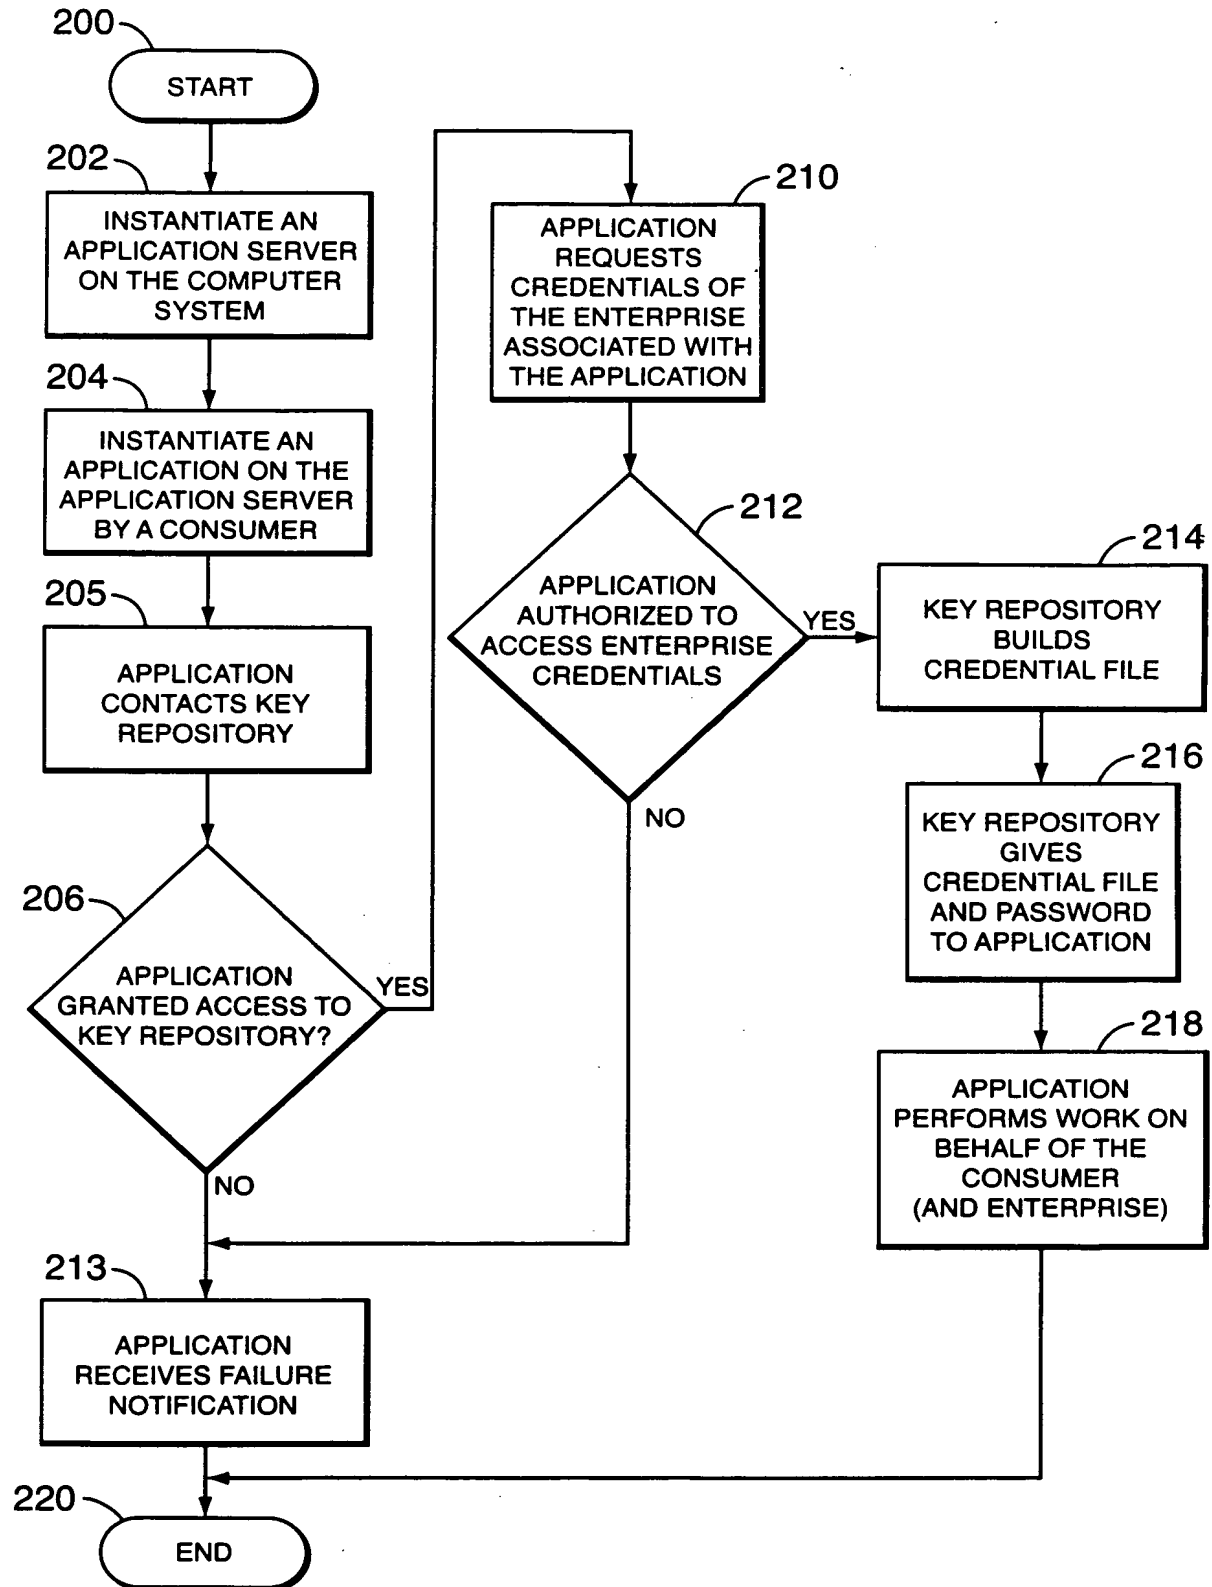 200
START
202
INSTANTIATE AN
APPLICATION SERVER
ON THE COMPUTER
SYSTEM
204
INSTANTIATE AN
APPLICATION ON THE
APPLICATION SERVER
BY A CONSUMER
205
APPLICATION
CONTACTS KEY
REPOSITORY
206
APPLICATION
GRANTED ACCESS TO
KEY REPOSITORY?
YES
NO
210
APPLICATION
REQUESTS
CREDENTIALS OF
THE ENTERPRISE
ASSOCIATED WITH
THE APPLICATION
212
APPLICATION
AUTHORIZED TO
ACCESS ENTERPRISE
CREDENTIALS
YES
NO
213
APPLICATION
RECEIVES FAILURE
NOTIFICATION
214
KEY REPOSITORY
BUILDS
CREDENTIAL FILE
216
KEY REPOSITORY
GIVES
CREDENTIAL FILE
AND PASSWORD
TO APPLICATION
218
APPLICATION
PERFORMS WORK ON
BEHALF OF THE
CONSUMER
(AND ENTERPRISE)
220
END